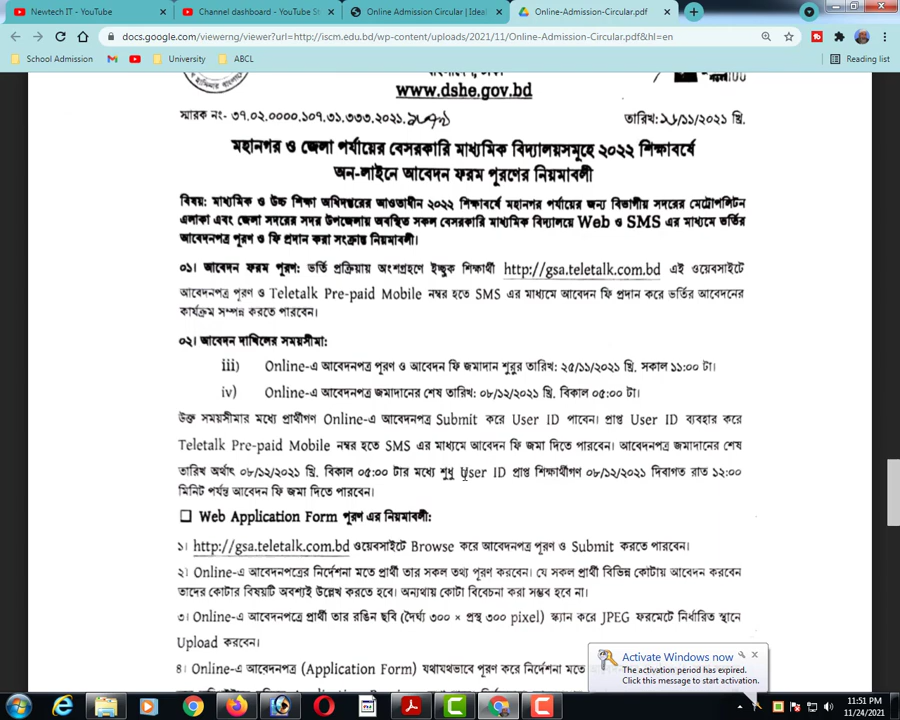 Newtech IT - YouTube
Channel dashboard - YouTube St
Online Admission Circular | Ideal
Online-Admission-Circular.pdf
docs.google.com/viewerng/viewer?url=http://iscm.edu.bd/wp-content/uploads/2021/11/Online-Admission-Circular.pdf&hl=en
School Admission
University
ABCL
Reading list
www.dshe.gov.bd
স্মারক নং- ৩৭.০২.০০০০.১০৭.৩১.৩৩৩.২০২১.
তারিখ: ১৬/১১/২০২১ খ্রি.
মহানগর ও জেলা পর্যায়ের বেসরকারি মাধ্যমিক বিদ্যালয়সমূহে ২০২২ শিক্ষাবর্ষে
অন-লাইনে আবেদন ফরম পূরণের নিয়মাবলী
বিষয়: মাধ্যমিক ও উচ্চ শিক্ষা অধিদপ্তরের আওতাধীন ২০২২ শিক্ষাবর্ষে মহানগর পর্যায়ের জন্য বিভাগীয় সদরের মেট্রোপলিটন
এলাকা এবং জেলা সদরের সদর উপজেলায় অবস্থিত সকল বেসরকারি মাধ্যমিক বিদ্যালয়ে Web ও SMS এর মাধ্যমে ভর্তির
আবেদনপত্র পূরণ ও ফি প্রদান করা সংক্রান্ত নিয়মাবলী।
০১। আবেদন ফরম পূরণ: ভর্তি প্রক্রিয়ায় অংশগ্রহণে ইচ্ছুক শিক্ষার্থী http://gsa.teletalk.com.bd এই ওয়েবসাইটে
আবেদনপত্র পূরণ ও Teletalk Pre-paid Mobile নম্বর হতে SMS এর মাধ্যমে আবেদন ফি প্রদান করে ভর্তির আবেদনের
কার্যক্রম সম্পন্ন করতে পারবেন।
০২। আবেদন দাখিলের সময়সীমা:
iii) Online-এ আবেদনপত্র পূরণ ও আবেদন ফি জমাদান শুরুর তারিখ: ২৫/১১/২০২১ খ্রি. সকাল ১১:০০ টা।
iv) Online-এ আবেদনপত্র জমাদানের শেষ তারিখ: ০৮/১২/২০২১ খ্রি. বিকাল ০৫:০০ টা।
উক্ত সময়সীমার মধ্যে প্রার্থীগণ Online-এ আবেদনপত্র Submit করে User ID পাবেন। প্রাপ্ত User ID ব্যবহার করে
Teletalk Pre-paid Mobile নম্বর হতে SMS এর মাধ্যমে আবেদন ফি জমা দিতে পারবেন। আবেদনপত্র জমাদানের শেষ
তারিখ অর্থাৎ ০৮/১২/২০২১ খ্রি. বিকাল ০৫:০০ টার মধ্যে শুধু User ID প্রাপ্ত শিক্ষার্থীগণ ০৮/১২/২০২১ দিবাগত রাত ১২:০০
মিনিট পর্যন্ত আবেদন ফি জমা দিতে পারবেন।
❑ Web Application Form পূরণ এর নিয়মাবলী:
১। http://gsa.teletalk.com.bd ওয়েবসাইটে Browse করে আবেদনপত্র পূরণ ও Submit করতে পারবেন।
২। Online-এ আবেদনপত্রের নির্দেশনা মতে প্রার্থী তার সকল তথ্য পূরণ করবেন। যে সকল প্রার্থী বিভিন্ন কোটায় আবেদন করবেন
তাদের কোটার বিষয়টি অবশ্যই উল্লেখ করতে হবে। অন্যথায় কোটা বিবেচনা করা সম্ভব হবে না।
৩। Online-এ আবেদনপত্রে প্রার্থী তার রঙিন ছবি (দৈর্ঘ্য ৩০০ × প্রস্থ ৩০০ pixel) স্ক্যান করে JPEG ফরমেটে নির্ধারিত স্থানে
Upload করবেন।
৪। Online-এ আবেদনপত্র (Application Form) যথাযথভাবে পূরণ করে নির্দেশনা মতে
Activate Windows now
The activation period has expired.
Click this message to start activation.
11:51 PM
11/24/2021